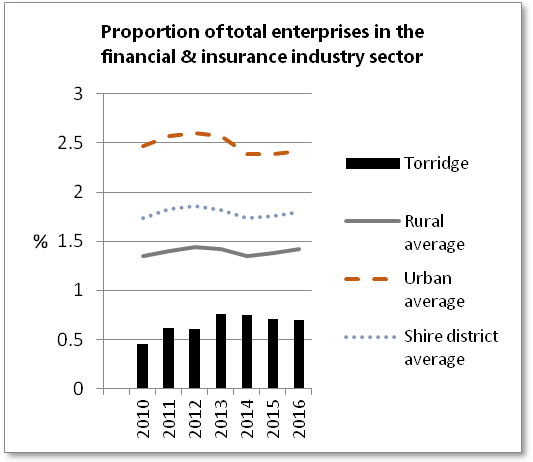 Proportion of total enterprises in the
financial & insurance industry sector
3
2.5
2
1.5
1
0.5
0
%
2010
2011
2012
2013
2014
2015
2016
Torridge
Rural
average
Urban
average
Shire district
average